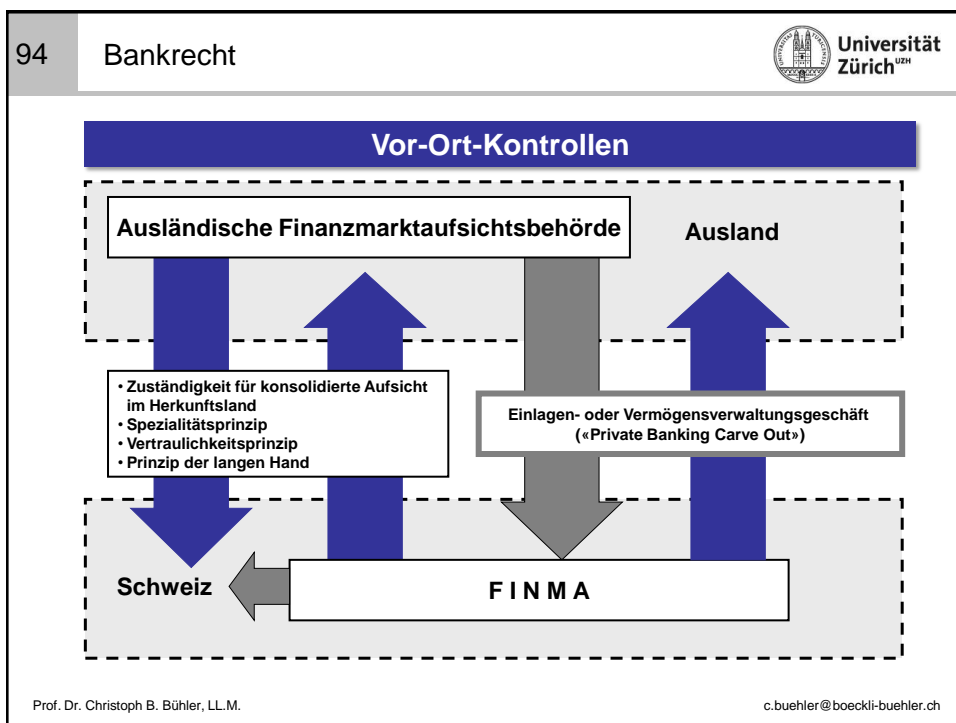 94
Bankrecht
Universität
Zürich UZH
Vor-Ort-Kontrollen
Ausländische Finanzmarktaufsichtsbehörde
Ausland
• Zuständigkeit für konsolidierte Aufsicht
im Herkunftsland
• Spezialitätsprinzip
• Vertraulichkeitsprinzip
• Prinzip der langen Hand
Einlagen- oder Vermögensverwaltungsgeschäft
(«Private Banking Carve Out»)
Schweiz
F I N M A
Prof. Dr. Christoph B. Bühler, LL.M.
c.buehler@boeckli-buehler.ch